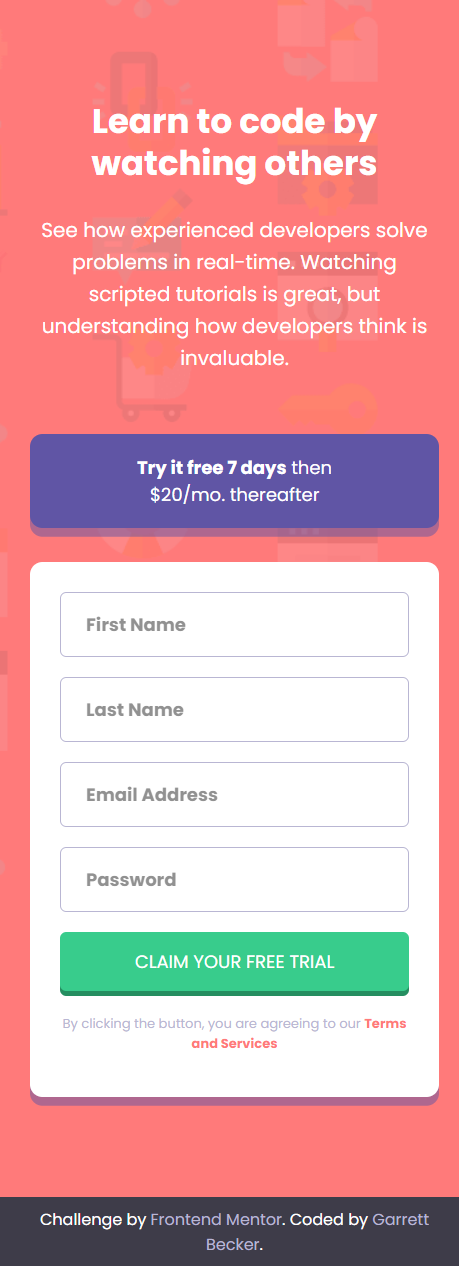 Learn to code by
watching others
See how experienced developers solve
problems in real-time. Watching
scripted tutorials is great, but
understanding how developers think is
invaluable.
Try it free 7 days then
$20/mo. thereafter
First Name
Last Name
Email Address
Password
CLAIM YOUR FREE TRIAL
By clicking the button, you are agreeing to our Terms
and Services
Challenge by Frontend Mentor. Coded by Garrett
Becker.